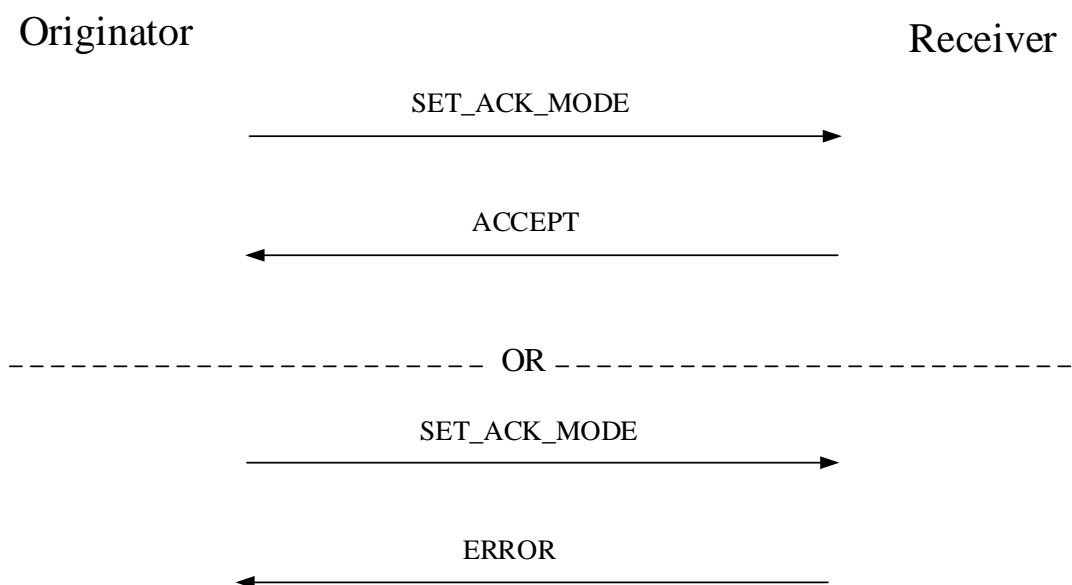 Originator
Receiver
SET_ACK_MODE
ACCEPT
OR
SET_ACK_MODE
ERROR